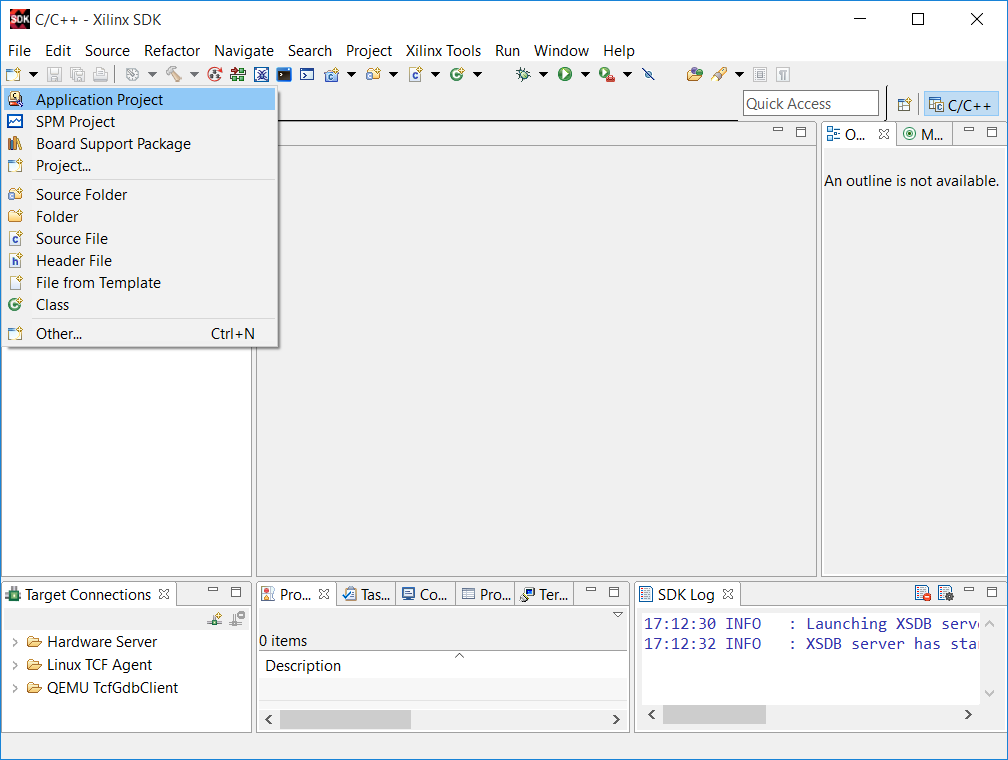 SDK C/C++ - Xilinx SDK
File Edit Source Refactor Navigate Search Project Xilinx Tools Run Window Help
Application Project
SPM Project
Board Support Package
Project...
Source Folder
Folder
Source File
Header File
File from Template
Class
Other... Ctrl+N
Quick Access
C/C++
O... M...
An outline is not available.
Target Connections
Hardware Server
Linux TCF Agent
QEMU TcfGdbClient
Pro... Tas... Co... Pro... Ter...
0 items
Description
SDK Log
17:12:30 INFO : Launching XSDB serv
17:12:32 INFO : XSDB server has sta